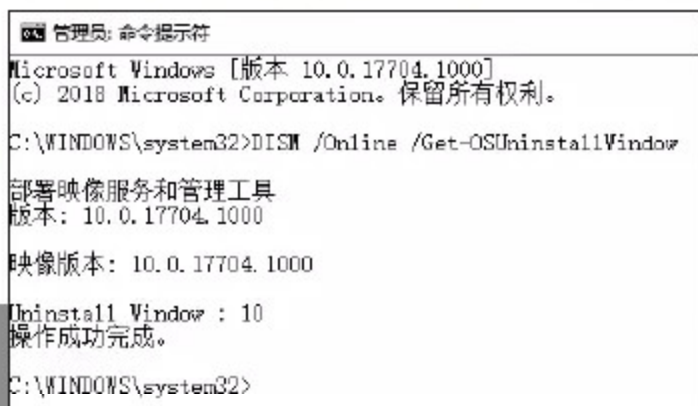 管理员: 命令提示符
Microsoft Windows [版本 10.0.17704.1000]
(c) 2018 Microsoft Corporation。保留所有权利。
C:\WINDOWS\system32>DISM /Online /Get-OSUninstallWindow
部署映像服务和管理工具
版本: 10.0.17704.1000
映像版本: 10.0.17704.1000
Uninstall Window : 10
操作成功完成。
C:\WINDOWS\system32>